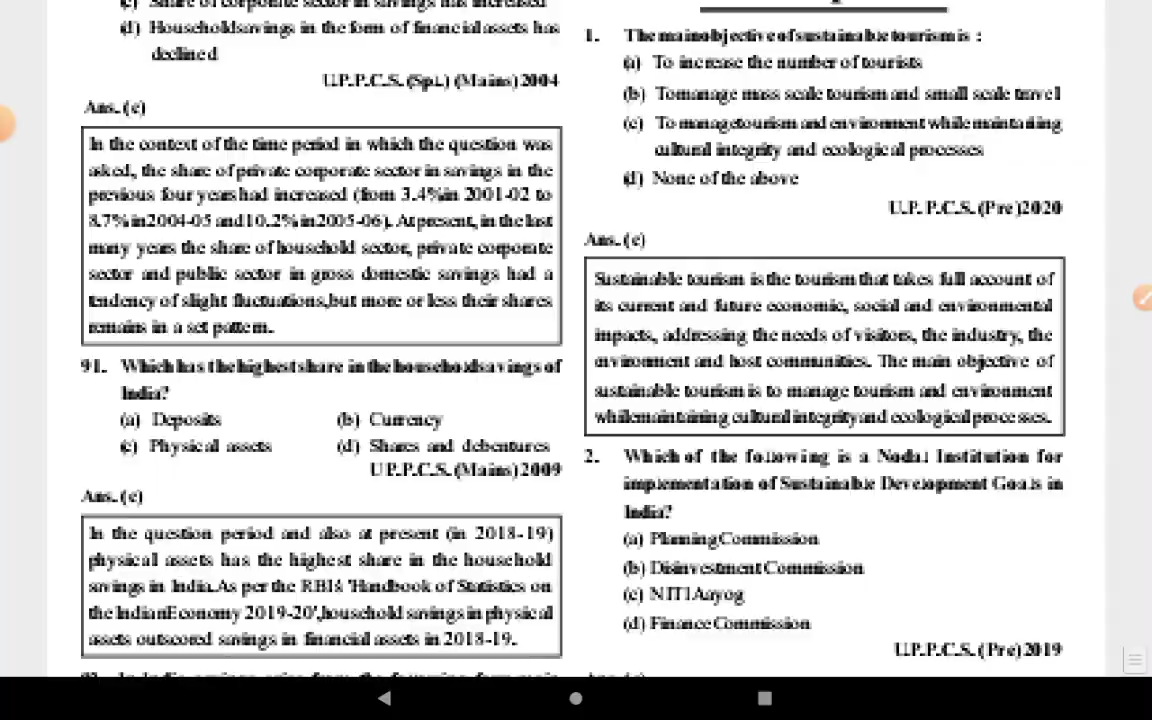 (c) Share of corporate sector in savings has increased
(d) Household savings in the form of financial assets has
declined
U.P.P.C.S. (Spl.) (Mains) 2004
Ans. (c)
In the context of the time period in which the question was
asked, the share of private corporate sector in savings in the
previous four years had increased (from 3.4% in 2001-02 to
8.7% in 2004-05 and 10.2% in 2005-06). At present, in the last
many years the share of household sector, private corporate
sector and public sector in gross domestic savings had a
tendency of slight fluctuations, but more or less their shares
remains in a set pattern.
91. Which has the highest share in the household savings of
India?
(a) Deposits (b) Currency
(c) Physical assets (d) Shares and debentures
U.P.P.C.S. (Mains) 2009
Ans. (c)
In the question period and also at present (in 2018-19)
physical assets has the highest share in the household
savings in India. As per the RBI's 'Handbook of Statistics on
the Indian Economy 2019-20', household savings in physical
assets outscored savings in financial assets in 2018-19.
1. The main objective of sustainable tourism is :
(a) To increase the number of tourists
(b) To manage mass scale tourism and small scale travel
(c) To manage tourism and environment while maintaining
cultural integrity and ecological processes
(d) None of the above
U.P. P.C.S. (Pre) 2020
Ans. (c)
Sustainable tourism is the tourism that takes full account of
its current and future economic, social and environmental
impacts, addressing the needs of visitors, the industry, the
environment and host communities. The main objective of
sustainable tourism is to manage tourism and environment
while maintaining cultural integrity and ecological processes.
2. Which of the following is a Nodal Institution for
implementation of Sustainable Development Goals in
India?
(a) Planning Commission
(b) Disinvestment Commission
(c) NITI Aayog
(d) Finance Commission
U.P.P.C.S. (Pre) 2019